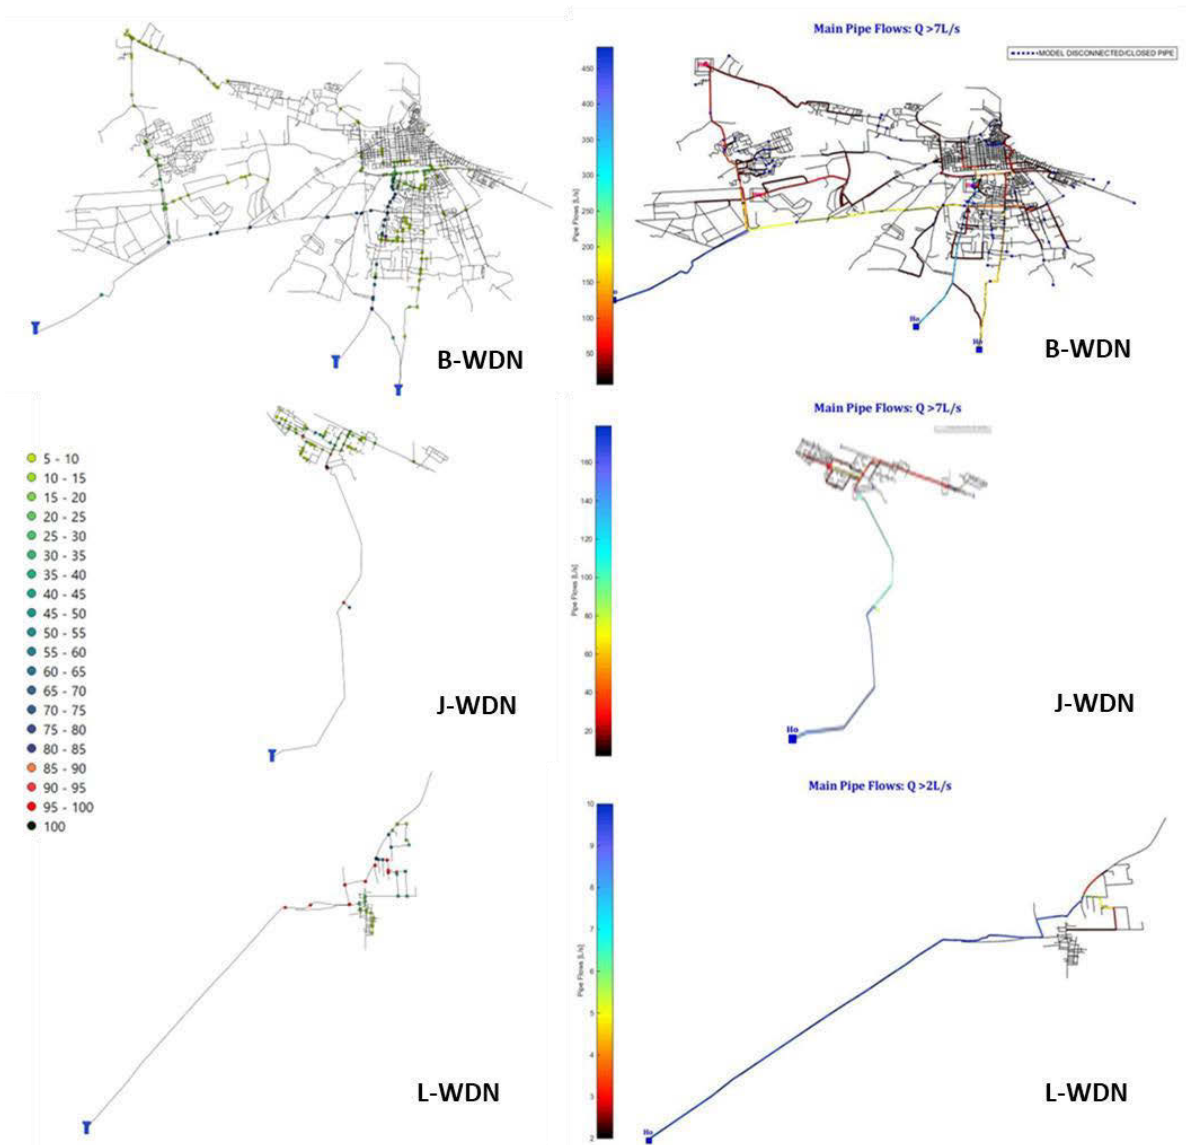 Main Pipe Flows: Q >7L/s
MODEL DISCONNECTED/CLOSED PIPE
450
400
350
300
250
200
150
100
50
Pipe Flows [L/s]
Ho
Ho
B-WDN
B-WDN
Main Pipe Flows: Q >7L/s
5 - 10
10 - 15
15 - 20
20 - 25
25 - 30
30 - 35
35 - 40
40 - 45
45 - 50
50 - 55
55 - 60
60 - 65
65 - 70
70 - 75
75 - 80
80 - 85
85 - 90
90 - 95
95 - 100
100
160
140
120
100
80
60
40
20
Pipe Flows [L/s]
Ho
J-WDN
J-WDN
Main Pipe Flows: Q >2L/s
10
9
8
7
6
5
4
3
2
Pipe Flows [L/s]
Ho
L-WDN
L-WDN